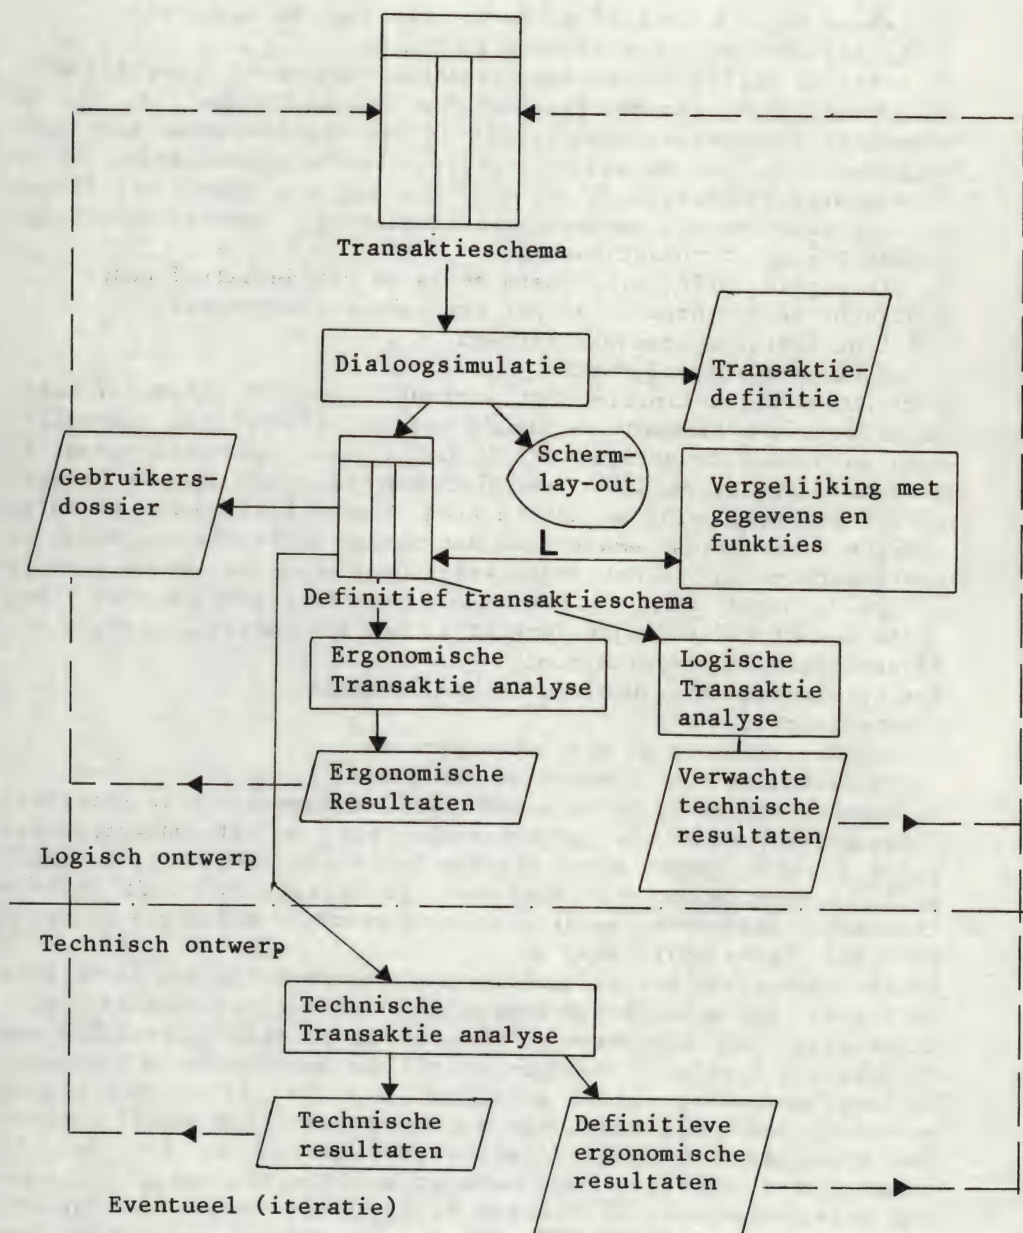 Transaktieschema
Dialoogsimulatie
Transaktie-
definitie
Scherm-
lay-out
Gebruikers-
dossier
Vergelijking met
gegevens en
funkties
L
Definitief transaktieschema
Ergonomische
Transaktie analyse
Logische
Transaktie
analyse
Ergonomische
Resultaten
Verwachte
technische
resultaten
Logisch ontwerp
Technisch ontwerp
Technische
Transaktie analyse
Technische
resultaten
Definitieve
ergonomische
resultaten
Eventueel (iteratie)